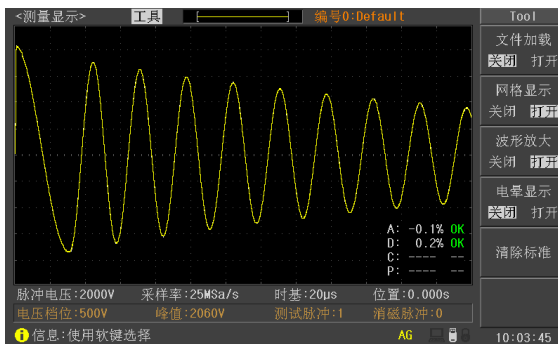 <测量显示> 工具 编号0:Default Tool
文件加载
关闭 打开
网格显示
关闭 打开
波形放大
关闭 打开
电晕显示
关闭 打开
清除标准
A: -0.1% OK
D: 0.2% OK
C: ---- --
P: ---- --
脉冲电压:2000V 采样率:25MSa/s 时基:20μs 位置:0.000s
电压档位:500V 峰值:2060V 测试脉冲:1 消磁脉冲:0
信息:使用软键选择 AG 10:03:45